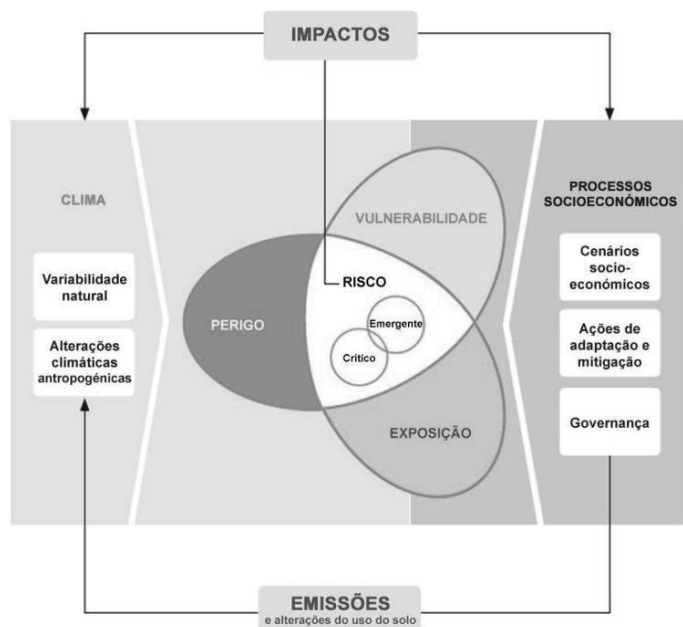 IMPACTOS
CLIMA
Variabilidade
natural
Alterações
climáticas
antropogénicas
PERIGO
VULNERABILIDADE
RISCO
Emergente
Crítico
EXPOSIÇÃO
PROCESSOS
SOCIOECONÓMICOS
Cenários
socio-
económicos
Ações de
adaptação e
mitigação
Governança
EMISSÕES
e alterações do uso do solo